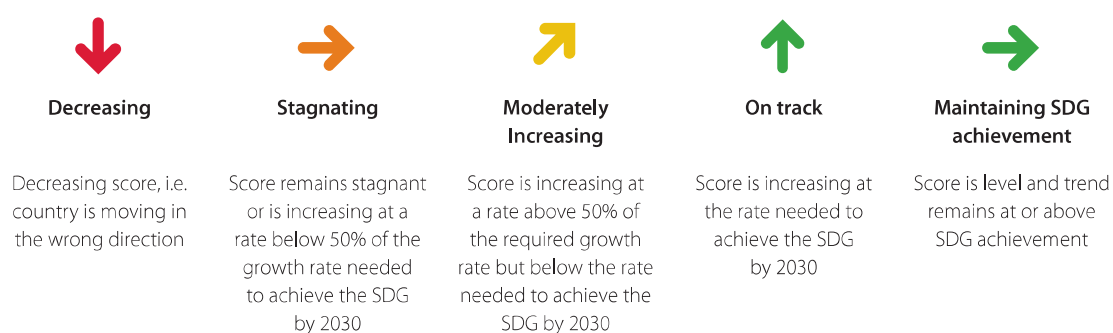 Decreasing
Decreasing score, i.e.
country is moving in
the wrong direction
Stagnating
Score remains stagnant
or is increasing at a
rate below 50% of the
growth rate needed
to achieve the SDG
by 2030
Moderately
Increasing
Score is increasing at
a rate above 50% of
the required growth
rate but below the rate
needed to achieve the
SDG by 2030
On track
Score is increasing at
the rate needed to
achieve the SDG
by 2030
Maintaining SDG
achievement
Score is level and trend
remains at or above
SDG achievement